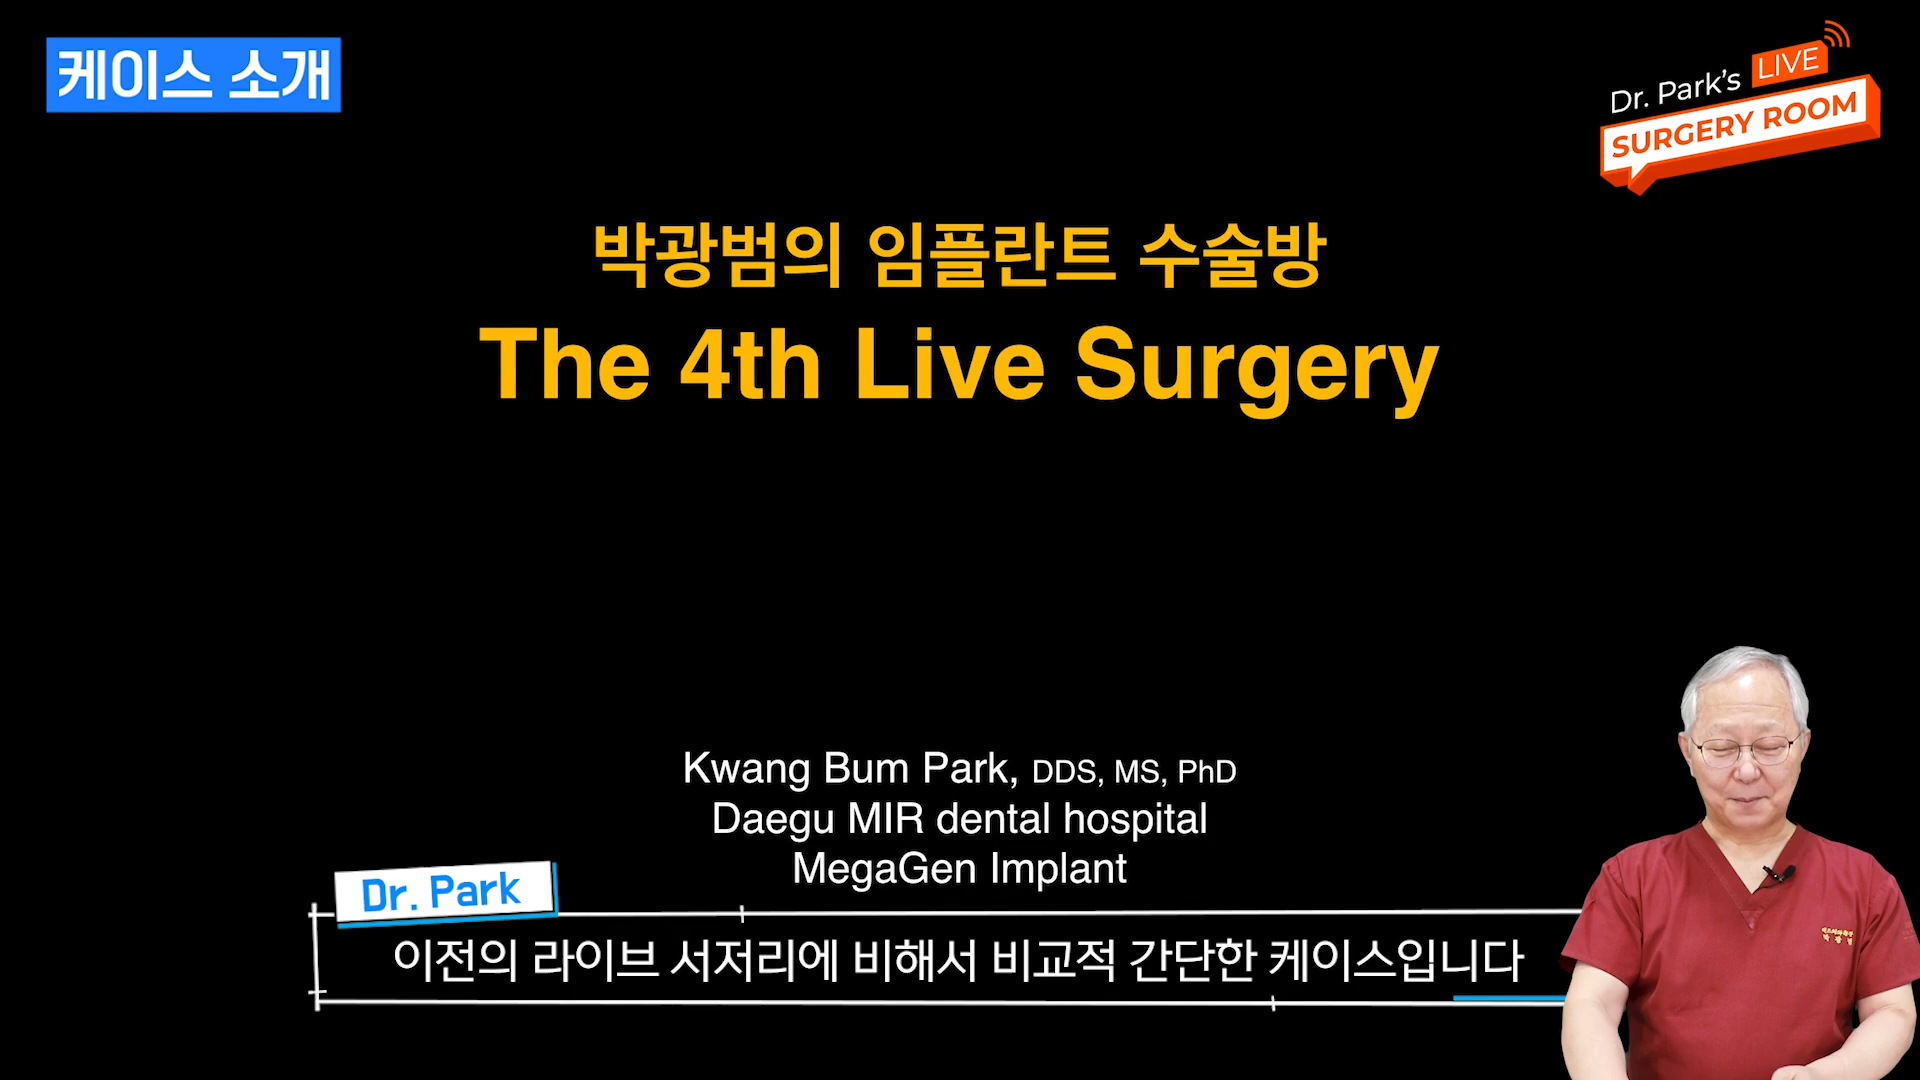 케이스 소개
Dr. Park's LIVE
SURGERY ROOM
박광범의 임플란트 수술방
The 4th Live Surgery
Kwang Bum Park, DDS, MS, PhD
Daegu MIR dental hospital
MegaGen Implant
Dr. Park
이전의 라이브 서저리에 비해서 비교적 간단한 케이스입니다